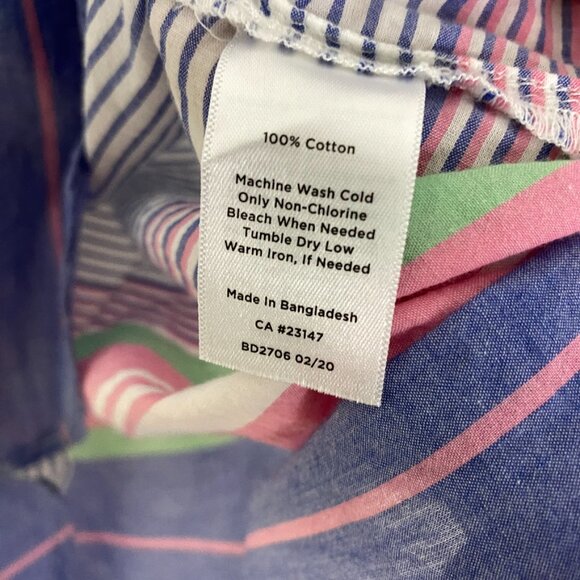 100% Cotton
Machine Wash Cold
Only Non-Chlorine
Bleach When Needed
Tumble Dry Low
Warm Iron, If Needed
Made In Bangladesh
CA #23147
BD2706 02/20